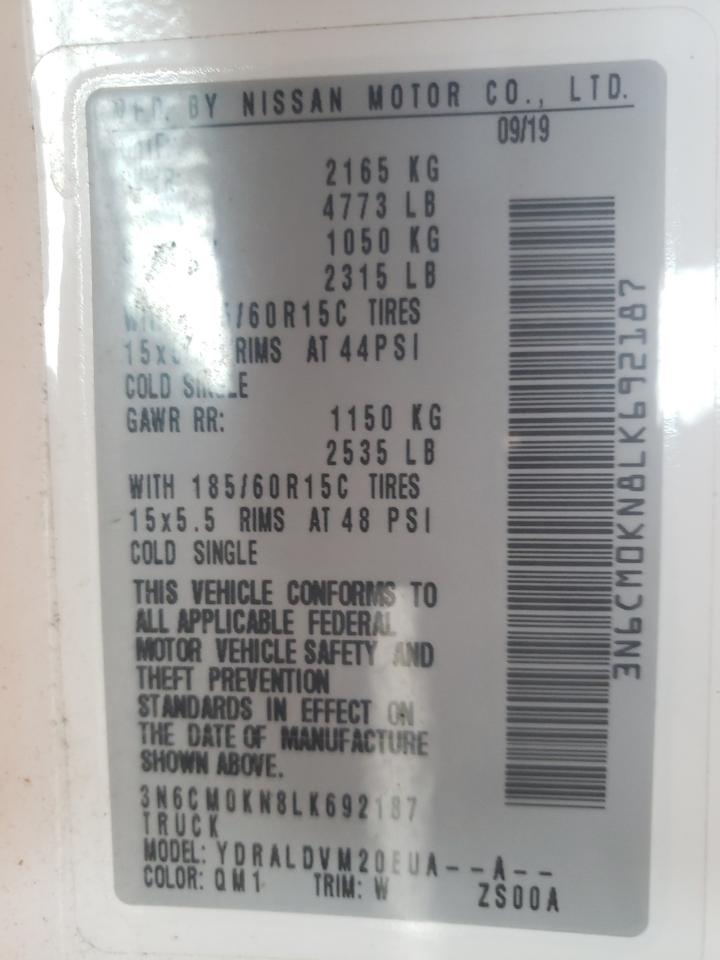 MFD. BY NISSAN MOTOR CO., LTD.
09/19
2165 KG
4773 LB
1050 KG
2315 LB
185/60R15C TIRES
RIMS AT 44PSI
COLD SINGLE
GAWR RR: 1150 KG
2535 LB
WITH 185/60R15C TIRES
15x5.5 RIMS AT 48 PSI
COLD SINGLE
THIS VEHICLE CONFORMS TO
ALL APPLICABLE FEDERAL
MOTOR VEHICLE SAFETY AND
THEFT PREVENTION
STANDARDS IN EFFECT ON
THE DATE OF MANUFACTURE
SHOWN ABOVE.
3N6CM0KN8LK692187
TRUCK
MODEL: YDRALDVM20EUA--A--
COLOR: QM1 TRIM: W ZS00A
3N6CM0KN8LK692187